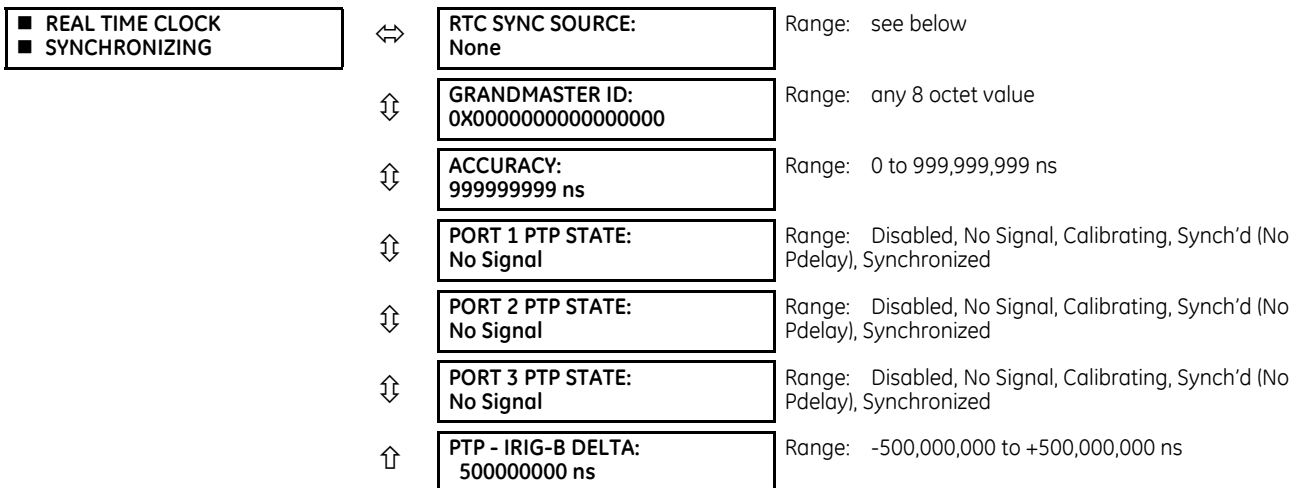 ■ REAL TIME CLOCK
■ SYNCHRONIZING
RTC SYNC SOURCE:
None
Range: see below
GRANDMASTER ID:
0X0000000000000000
Range: any 8 octet value
ACCURACY:
999999999 ns
Range: 0 to 999,999,999 ns
PORT 1 PTP STATE:
No Signal
Range: Disabled, No Signal, Calibrating, Synch’d (No
Pdelay), Synchronized
PORT 2 PTP STATE:
No Signal
Range: Disabled, No Signal, Calibrating, Synch’d (No
Pdelay), Synchronized
PORT 3 PTP STATE:
No Signal
Range: Disabled, No Signal, Calibrating, Synch’d (No
Pdelay), Synchronized
PTP - IRIG-B DELTA:
500000000 ns
Range: -500,000,000 to +500,000,000 ns